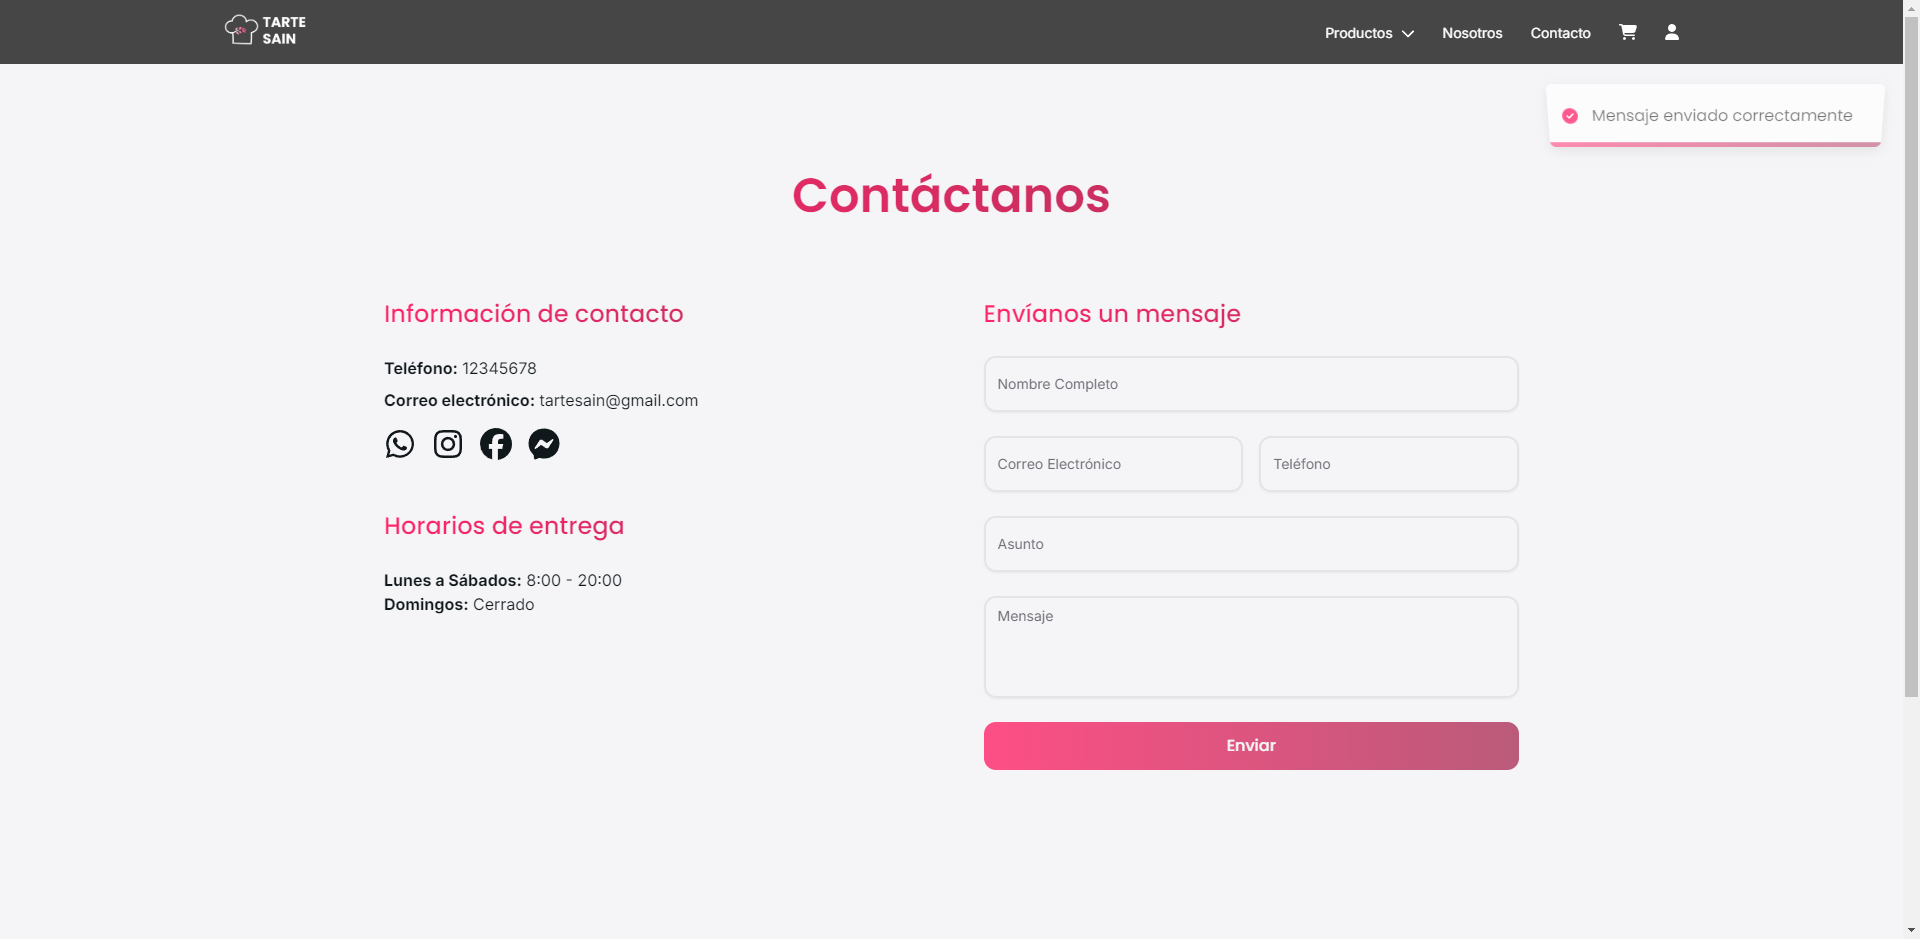 TARTE
SAIN
Productos
Nosotros
Contacto
Mensaje enviado correctamente
Contáctanos
Información de contacto
Teléfono: 12345678
Correo electrónico: tartesain@gmail.com
Horarios de entrega
Lunes a Sábados: 8:00 - 20:00
Domingos: Cerrado
Envíanos un mensaje
Nombre Completo
Correo Electrónico
Teléfono
Asunto
Mensaje
Enviar